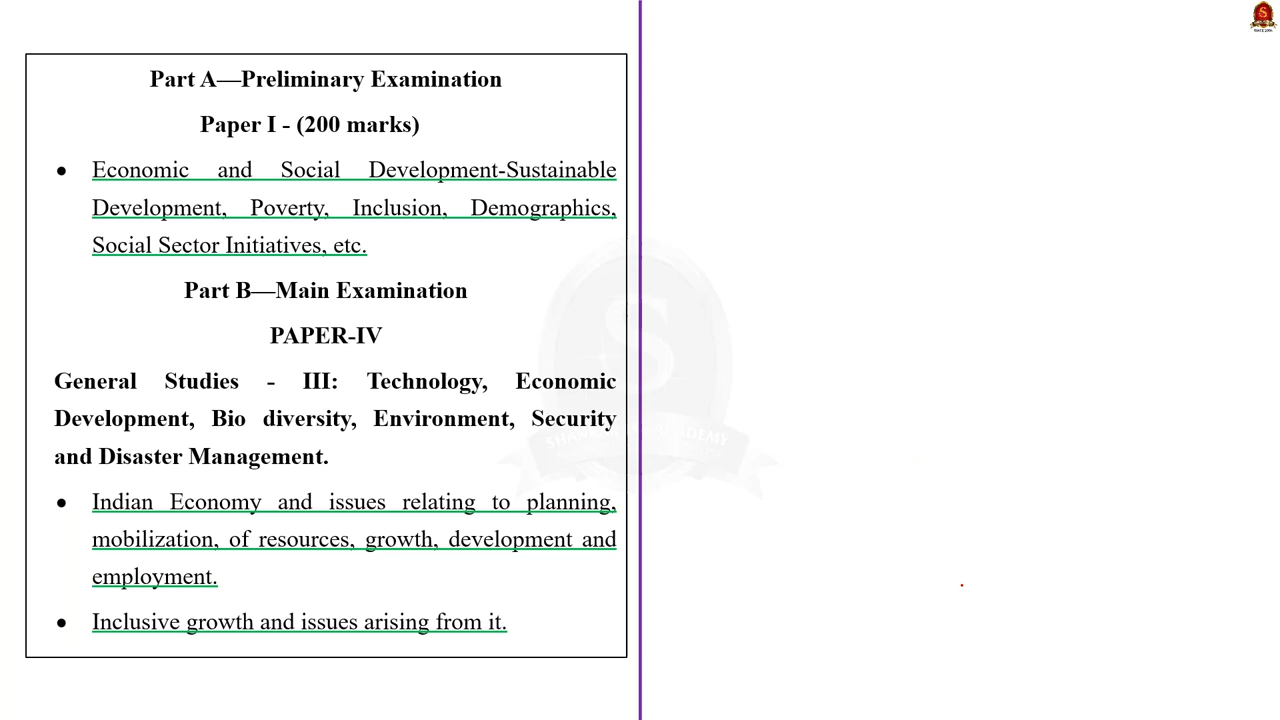 Part A—Preliminary Examination
Paper I - (200 marks)
• Economic and Social Development-Sustainable
Development, Poverty, Inclusion, Demographics,
Social Sector Initiatives, etc.
Part B—Main Examination
PAPER-IV
General Studies - III: Technology, Economic
Development, Bio diversity, Environment, Security
and Disaster Management.
• Indian Economy and issues relating to planning,
mobilization, of resources, growth, development and
employment.
• Inclusive growth and issues arising from it.
S